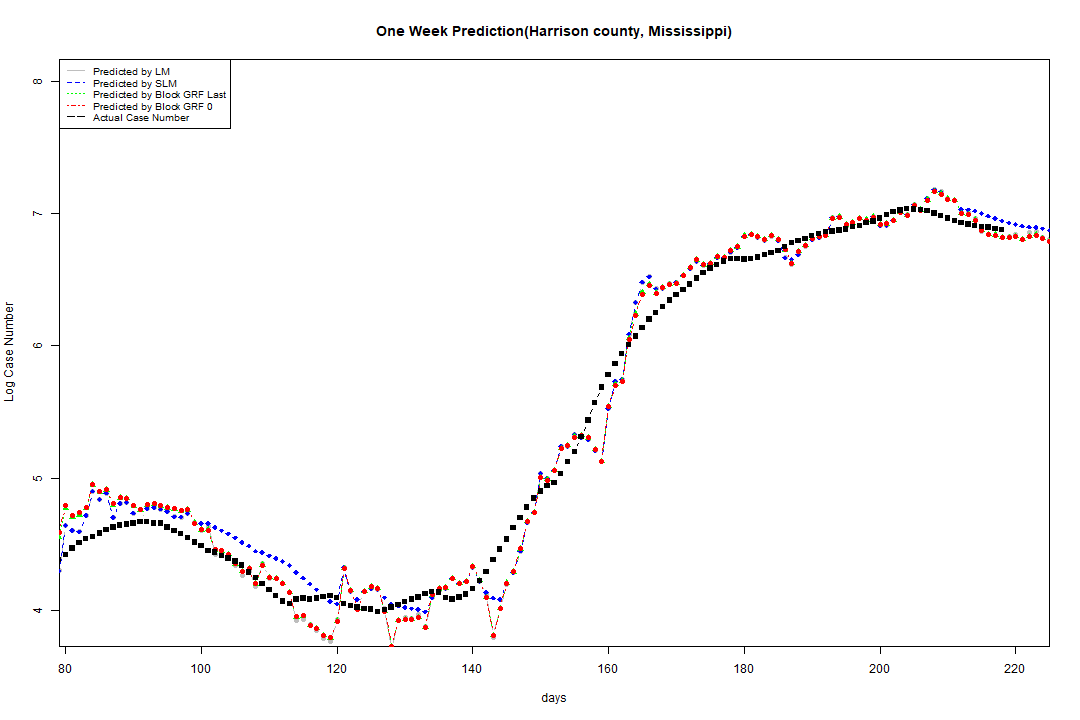 One Week Prediction(Harrison county, Mississippi)
Predicted by LM
Predicted by SLM
Predicted by Block GRF Last
Predicted by Block GRF 0
Actual Case Number
8
7
6
5
4
Log Case Number
80 100 120 140 160 180 200 220
days